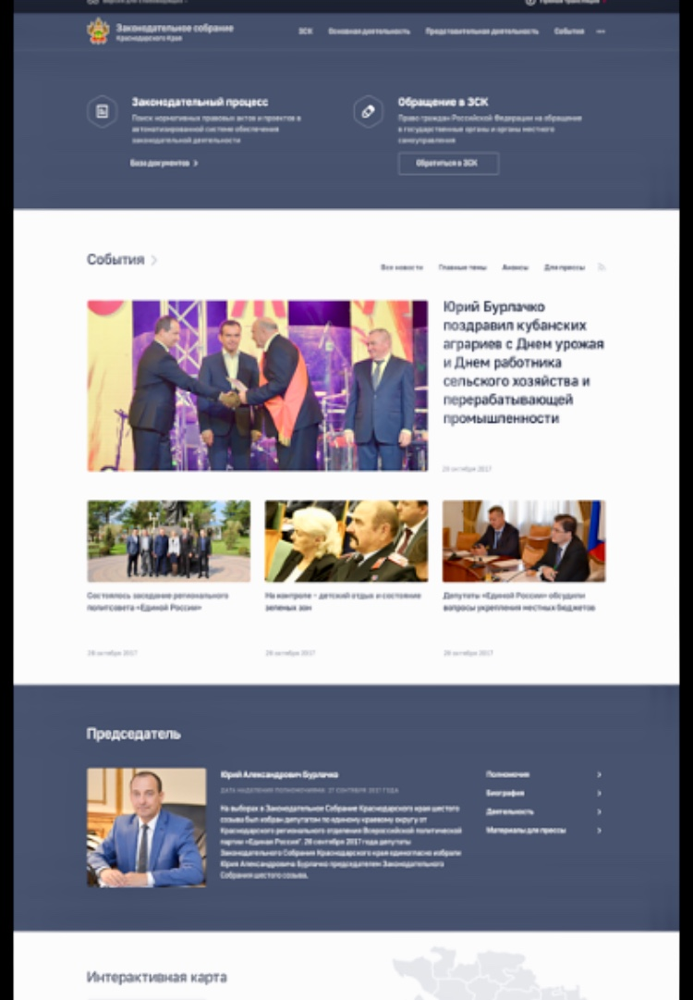 Версия для слабовидящих
Прямая трансляция
Законодательное собрание
Краснодарского Края
ЗСК Основная деятельность Представительная деятельность События
Законодательный процесс
Поиск нормативных правовых актов и проектов в
автоматизированной системе обеспечения
законодательной деятельности
База документов
Обращение в ЗСК
Право граждан Российской Федерации на обращение
в государственные органы и органы местного
самоуправления
Обратиться в ЗСК
События
Все новости Главные темы Анонсы Для прессы
Юрий Бурлачко
поздравил кубанских
аграриев с Днем урожая
и Днем работника
сельского хозяйства и
перерабатывающей
промышленности
28 октября 2017
Состоялось заседание регионального
политсовета «Единой России»
28 октября 2017
На контроле – детский отдых и состояние
зеленых зон
28 октября 2017
Депутаты «Единой России» обсудили
вопросы укрепления местных бюджетов
28 октября 2017
Председатель
Юрий Александрович Бурлачко
ДАТА НАДЕЛЕНИЯ ПОЛНОМОЧИЯМИ: 27 СЕНТЯБРЯ 2017 ГОДА
На выборах в Законодательное Собрание Краснодарского края шестого
созыва был избран депутатом по единому краевому округу от
Краснодарского регионального отделения Всероссийской политической
партии «Единая Россия". 28 сентября 2017 года депутаты
Законодательного Собрания Краснодарского края единогласно избрали
Юрия Александровича Бурлачко председателем Законодательного
Собрания шестого созыва.
Полномочия
Биография
Деятельность
Материалы для прессы
Интерактивная карта